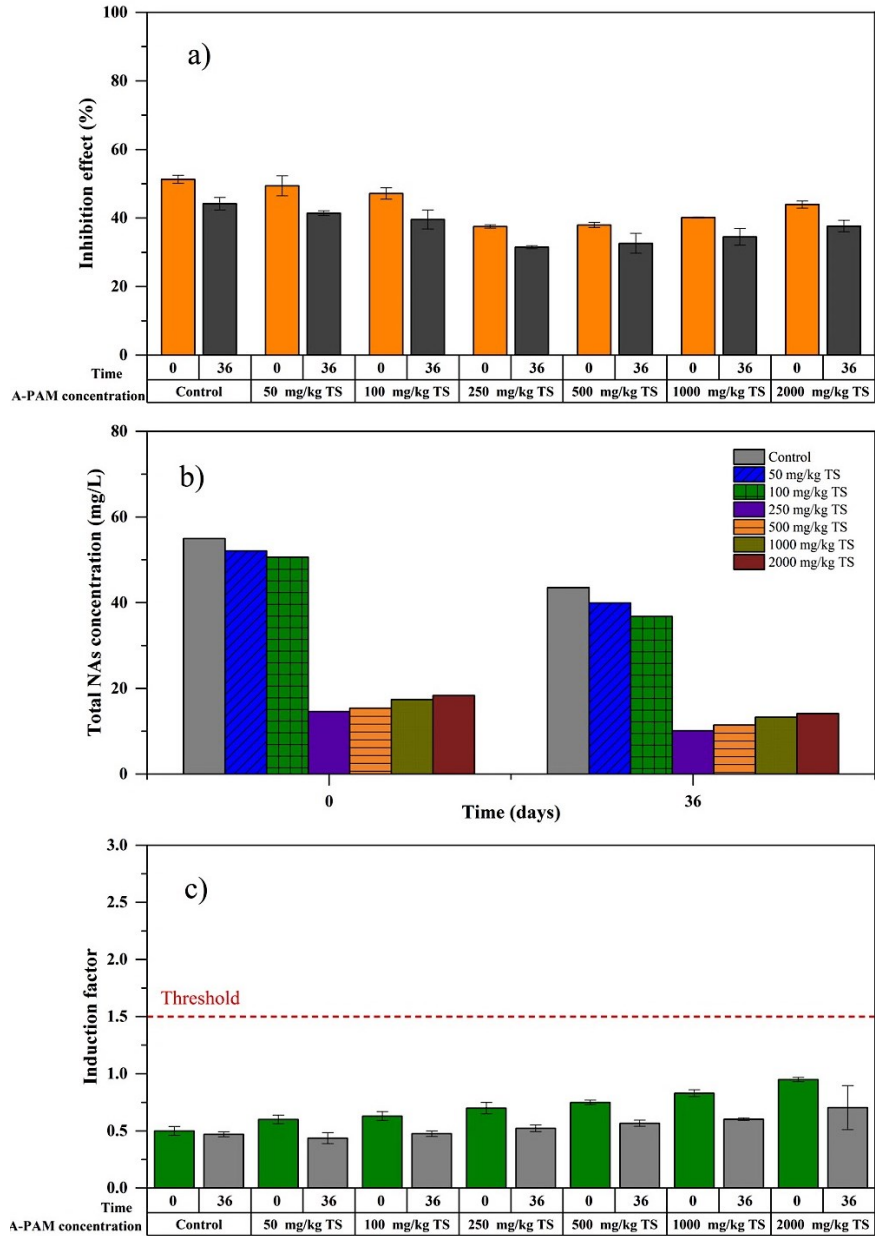 a)
Inhibition effect (%)
100
80
60
40
20
0
Time
0 36 0 36 0 36 0 36 0 36 0 36 0 36
A-PAM concentration
Control 50 mg/kg TS 100 mg/kg TS 250 mg/kg TS 500 mg/kg TS 1000 mg/kg TS 2000 mg/kg TS
b)
Total NAs concentration (mg/L)
80
60
40
20
0
Control
50 mg/kg TS
100 mg/kg TS
250 mg/kg TS
500 mg/kg TS
1000 mg/kg TS
2000 mg/kg TS
0 36
Time (days)
c)
Induction factor
3.0
2.5
2.0
1.5
1.0
0.5
0.0
Threshold
Time
0 36 0 36 0 36 0 36 0 36 0 36 0 36
A-PAM concentration
Control 50 mg/kg TS 100 mg/kg TS 250 mg/kg TS 500 mg/kg TS 1000 mg/kg TS 2000 mg/kg TS